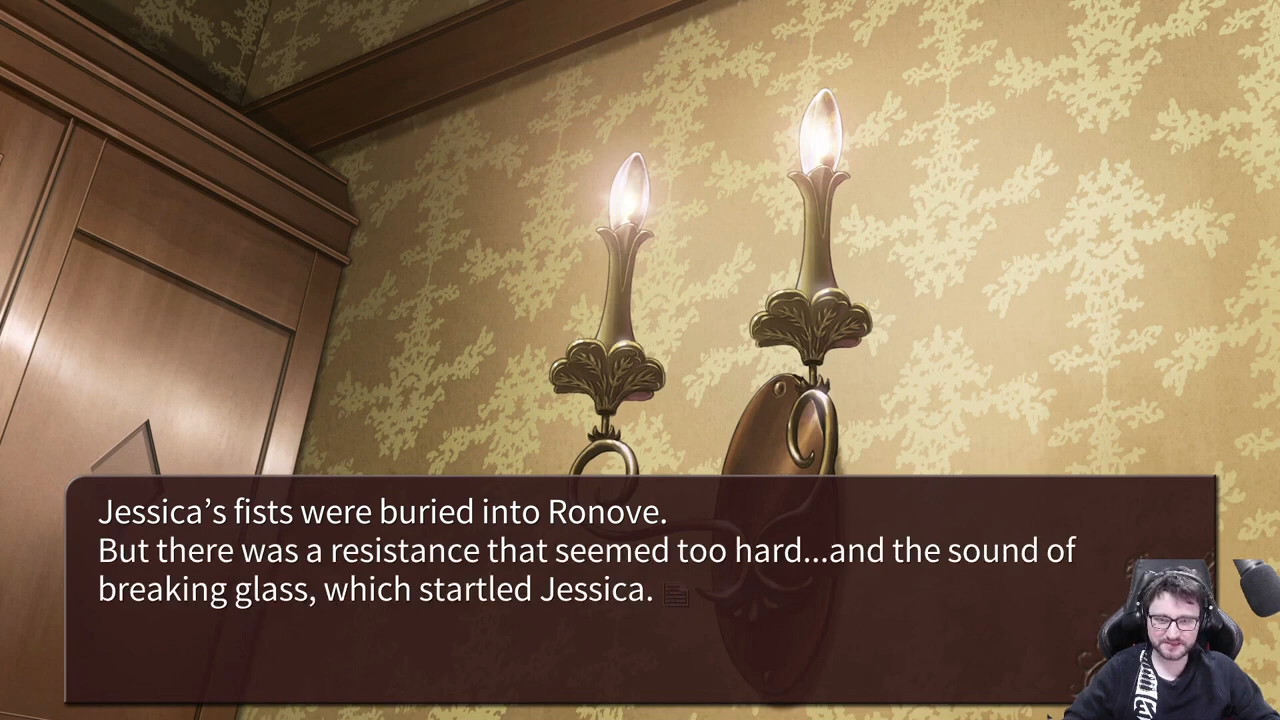 Jessica’s fists were buried into Ronove.
But there was a resistance that seemed too hard...and the sound of
breaking glass, which startled Jessica.